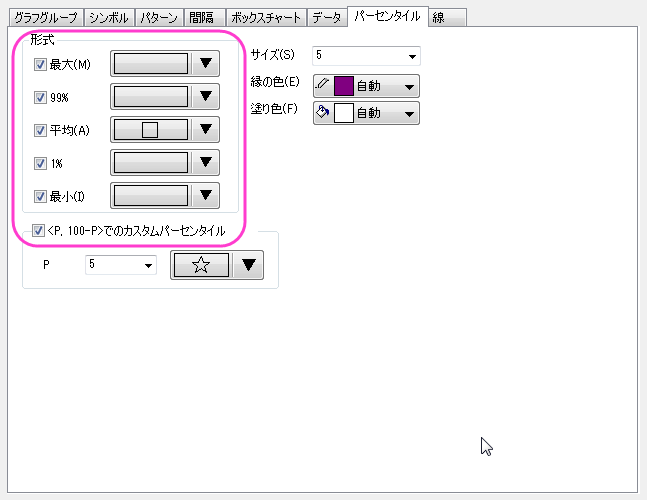 グラフグループ シンボル パターン 間隔 ボックスチャート データ パーセンタイル 線
形式
最大(M)
99%
平均(A)
1%
最小(I)
<P, 100-P>でのカスタムパーセンタイル
P 5
サイズ(S) 5
縁の色(E) 自動
塗り色(F) 自動